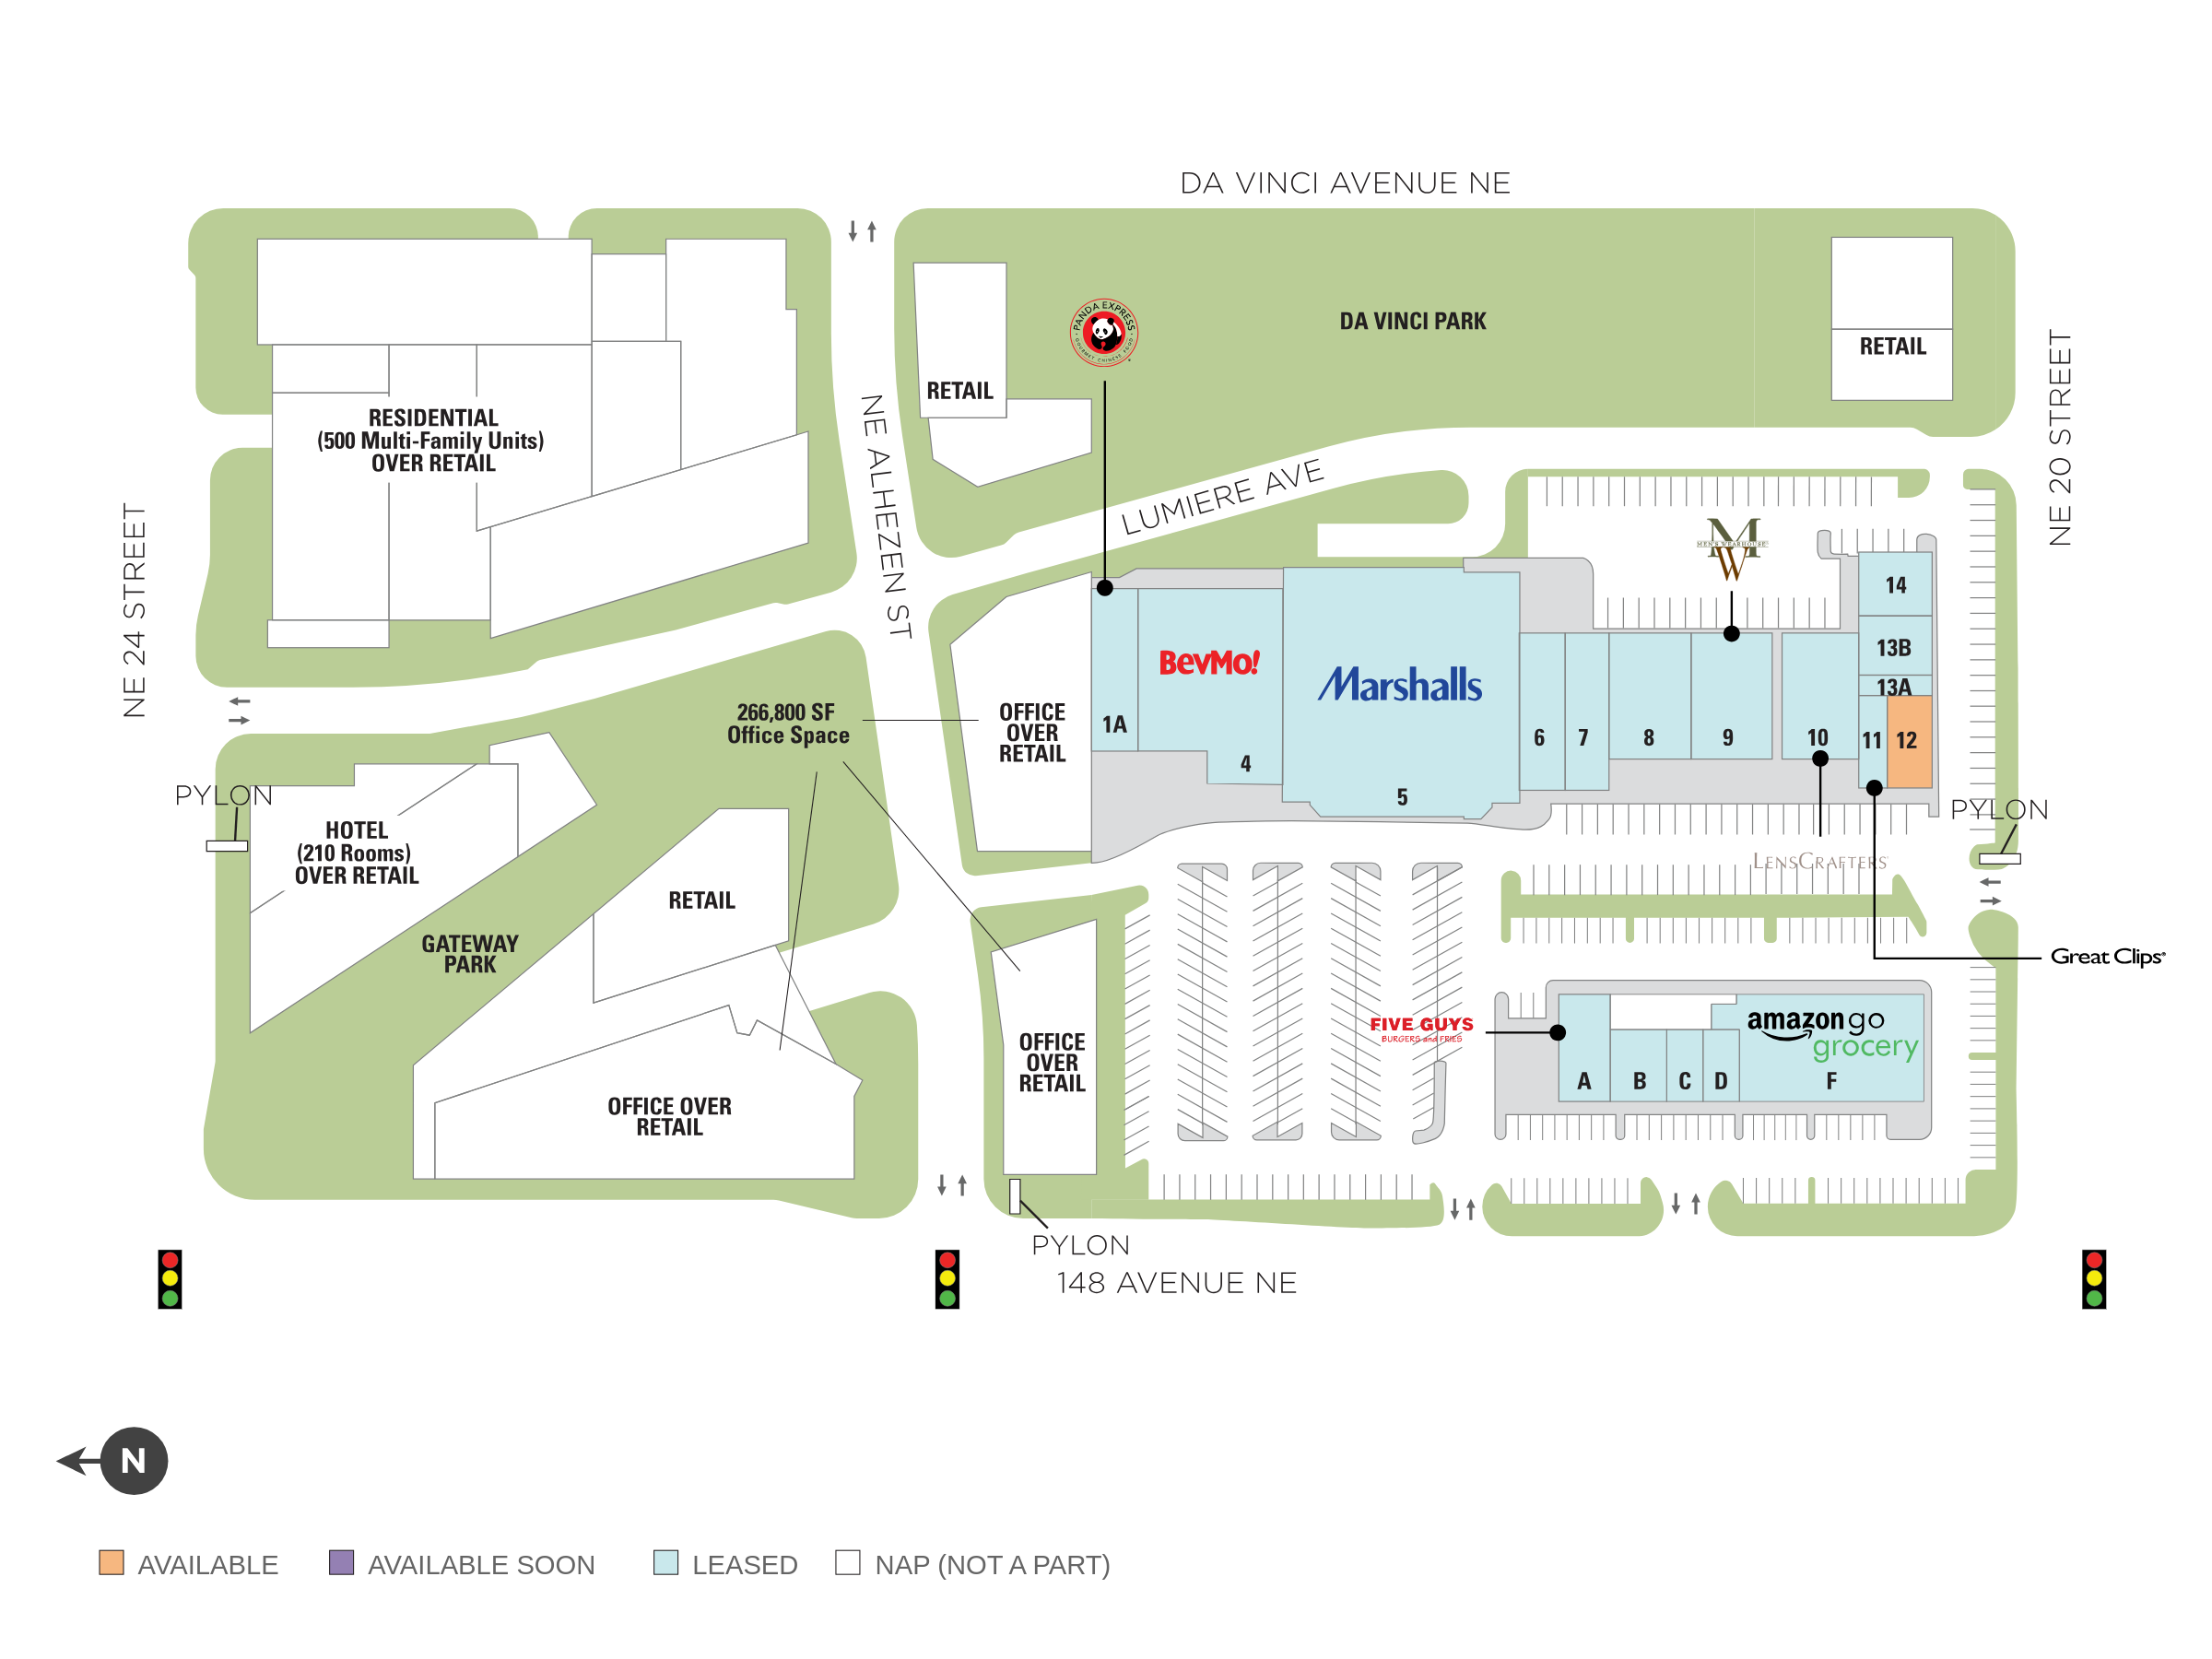 DA VINCI AVENUE NE
PANDA EXPRESS
GOURMET CHINESE FOOD
DA VINCI PARK
RETAIL
RETAIL
RESIDENTIAL
(500 Multi-Family Units)
OVER RETAIL
NE ALHEZEN ST
LUMIERE AVE
NE 20 STREET
NE 24 STREET
M
MEN'S WEARHOUSE
W
14
13B
13A
BevMo!
Marshalls
1A
4
5
6
7
8
9
10
11
12
266,800 SF
Office Space
OFFICE
OVER
RETAIL
PYLON
PYLON
HOTEL
(210 Rooms)
OVER RETAIL
LENSCRAFTERS
RETAIL
GATEWAY
PARK
Great Clips®
FIVE GUYS
BURGERS and FRIES
amazon go
grocery
A
B
C
D
F
OFFICE
OVER
RETAIL
OFFICE OVER
RETAIL
PYLON
148 AVENUE NE
N
AVAILABLE
AVAILABLE SOON
LEASED
NAP (NOT A PART)